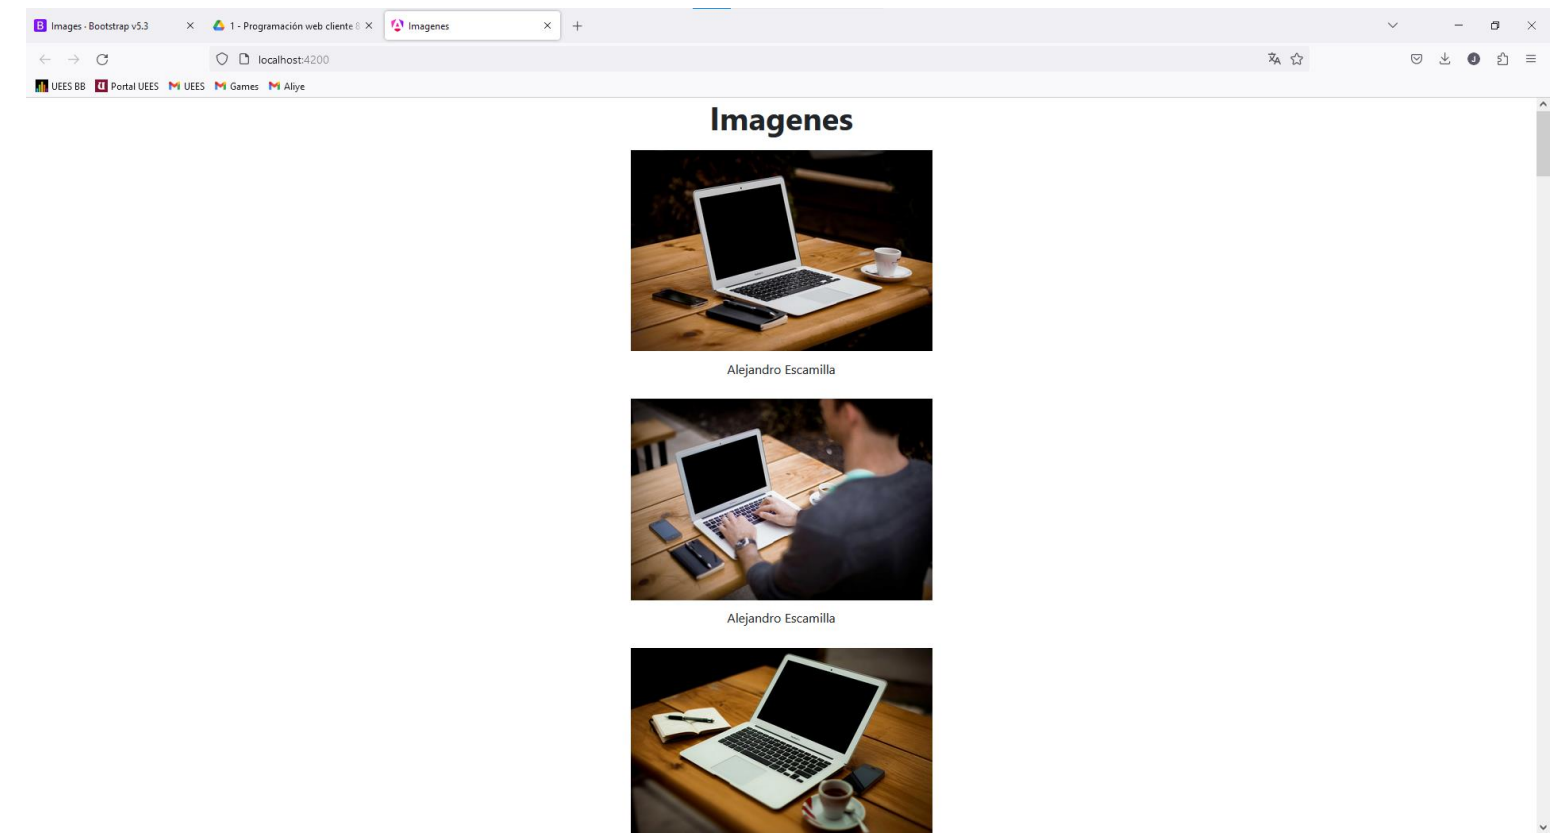 Images · Bootstrap v5.3
1 - Programación web cliente 8
Imagenes
localhost:4200
UEES BB
Portal UEES
UEES
Games
Aliye
Imagenes
Alejandro Escamilla
Alejandro Escamilla